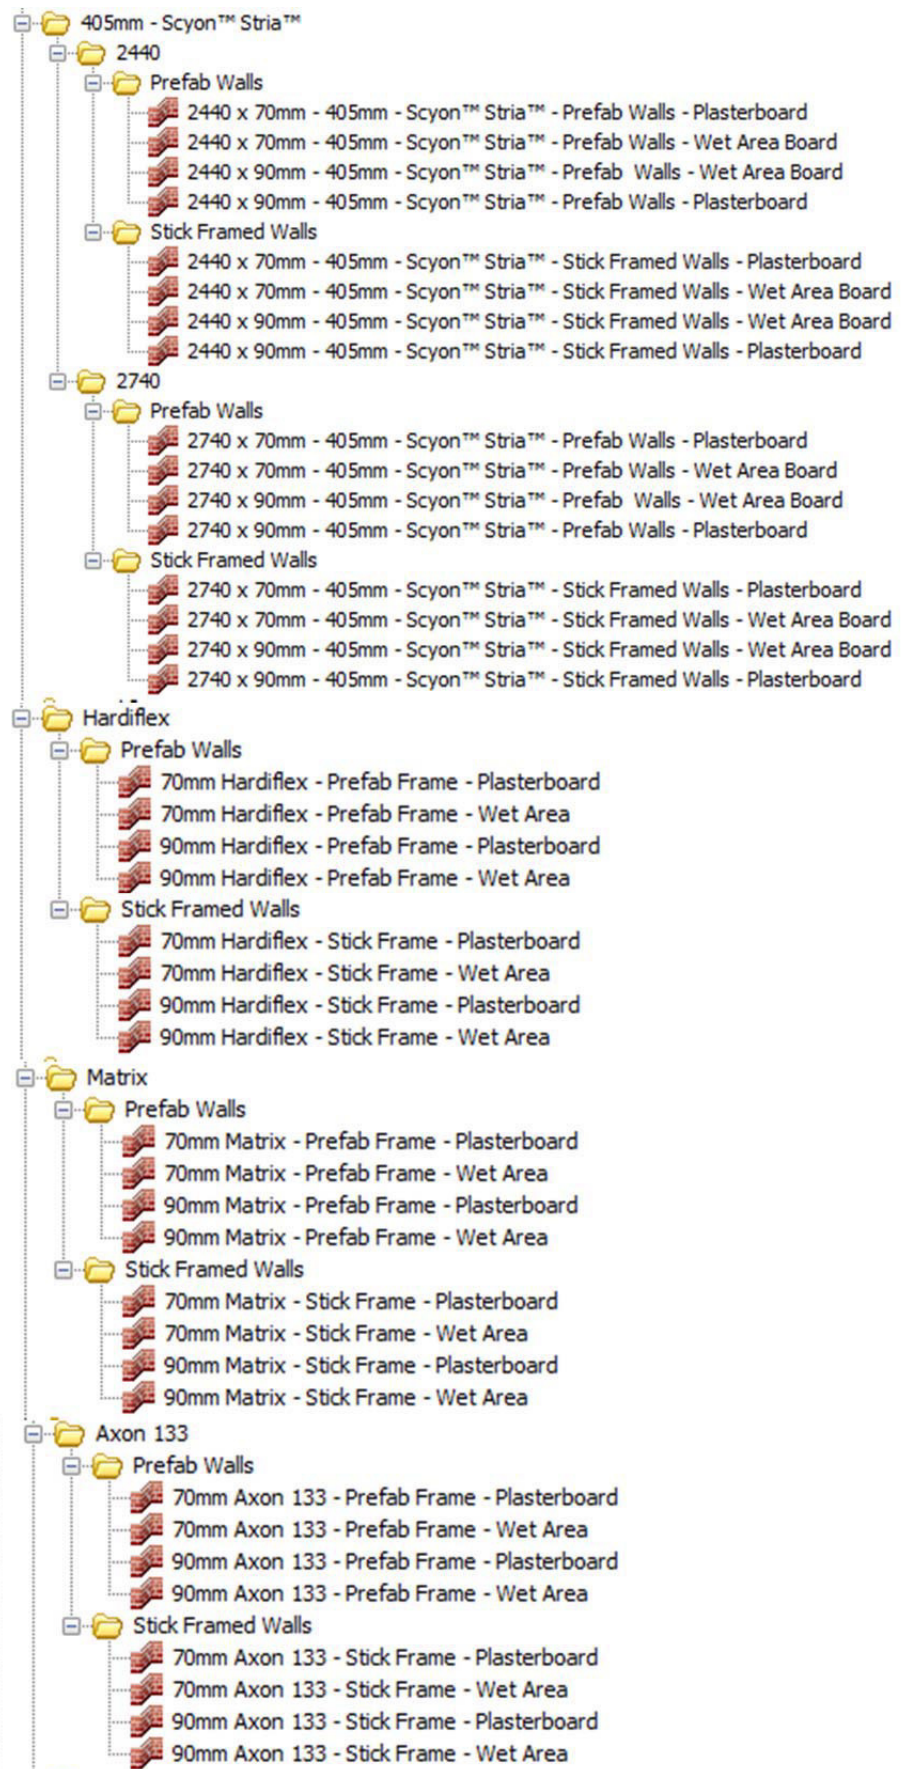 405mm - Scyon™ Stria™
2440
Prefab Walls
2440 x 70mm - 405mm - Scyon™ Stria™ - Prefab Walls - Plasterboard
2440 x 70mm - 405mm - Scyon™ Stria™ - Prefab Walls - Wet Area Board
2440 x 90mm - 405mm - Scyon™ Stria™ - Prefab  Walls - Wet Area Board
2440 x 90mm - 405mm - Scyon™ Stria™ - Prefab Walls - Plasterboard
Stick Framed Walls
2440 x 70mm - 405mm - Scyon™ Stria™ - Stick Framed Walls - Plasterboard
2440 x 70mm - 405mm - Scyon™ Stria™ - Stick Framed Walls - Wet Area Board
2440 x 90mm - 405mm - Scyon™ Stria™ - Stick Framed Walls - Wet Area Board
2440 x 90mm - 405mm - Scyon™ Stria™ - Stick Framed Walls - Plasterboard
2740
Prefab Walls
2740 x 70mm - 405mm - Scyon™ Stria™ - Prefab Walls - Plasterboard
2740 x 70mm - 405mm - Scyon™ Stria™ - Prefab Walls - Wet Area Board
2740 x 90mm - 405mm - Scyon™ Stria™ - Prefab  Walls - Wet Area Board
2740 x 90mm - 405mm - Scyon™ Stria™ - Prefab Walls - Plasterboard
Stick Framed Walls
2740 x 70mm - 405mm - Scyon™ Stria™ - Stick Framed Walls - Plasterboard
2740 x 70mm - 405mm - Scyon™ Stria™ - Stick Framed Walls - Wet Area Board
2740 x 90mm - 405mm - Scyon™ Stria™ - Stick Framed Walls - Wet Area Board
2740 x 90mm - 405mm - Scyon™ Stria™ - Stick Framed Walls - Plasterboard
Hardiflex
Prefab Walls
70mm Hardiflex - Prefab Frame - Plasterboard
70mm Hardiflex - Prefab Frame - Wet Area
90mm Hardiflex - Prefab Frame - Plasterboard
90mm Hardiflex - Prefab Frame - Wet Area
Stick Framed Walls
70mm Hardiflex - Stick Frame - Plasterboard
70mm Hardiflex - Stick Frame - Wet Area
90mm Hardiflex - Stick Frame - Plasterboard
90mm Hardiflex - Stick Frame - Wet Area
Matrix
Prefab Walls
70mm Matrix - Prefab Frame - Plasterboard
70mm Matrix - Prefab Frame - Wet Area
90mm Matrix - Prefab Frame - Plasterboard
90mm Matrix - Prefab Frame - Wet Area
Stick Framed Walls
70mm Matrix - Stick Frame - Plasterboard
70mm Matrix - Stick Frame - Wet Area
90mm Matrix - Stick Frame - Plasterboard
90mm Matrix - Stick Frame - Wet Area
Axon 133
Prefab Walls
70mm Axon 133 - Prefab Frame - Plasterboard
70mm Axon 133 - Prefab Frame - Wet Area
90mm Axon 133 - Prefab Frame - Plasterboard
90mm Axon 133 - Prefab Frame - Wet Area
Stick Framed Walls
70mm Axon 133 - Stick Frame - Plasterboard
70mm Axon 133 - Stick Frame - Wet Area
90mm Axon 133 - Stick Frame - Plasterboard
90mm Axon 133 - Stick Frame - Wet Area